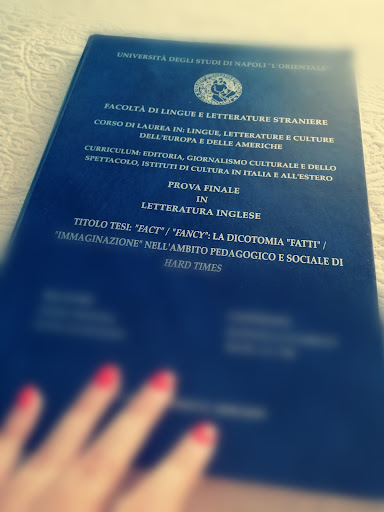 UNIVERSITÀ DEGLI STUDI DI NAPOLI "L'ORIENTALE"
FACOLTÀ DI LINGUE E LETTERATURE STRANIERE
CORSO DI LAUREA IN: LINGUE, LETTERATURE E CULTURE
DELL'EUROPA E DELLE AMERICHE
CURRICULUM: EDITORIA, GIORNALISMO CULTURALE E DELLO
SPETTACOLO, ISTITUTI DI CULTURA IN ITALIA E ALL'ESTERO
PROVA FINALE
IN
LETTERATURA INGLESE
TITOLO TESI: "FACT" / "FANCY": LA DICOTOMIA "FATTI" /
"IMMAGINAZIONE" NELL'AMBITO PEDAGOGICO E SOCIALE DI
HARD TIMES